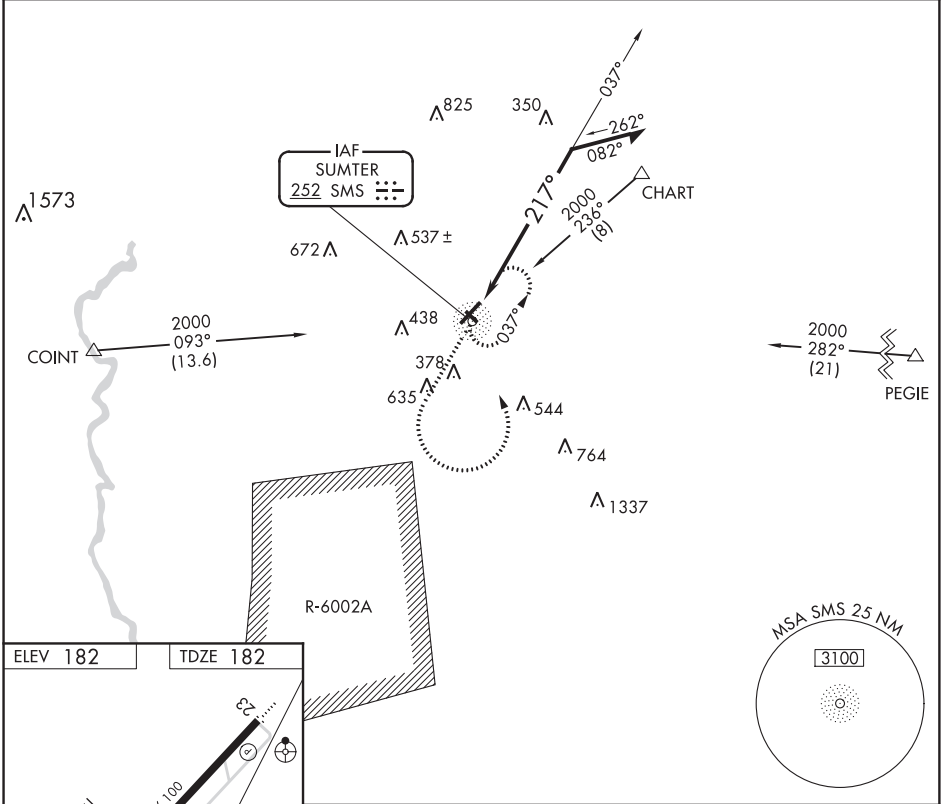 037°
825
350
262°
082°
IAF
SUMTER
252 SMS
217°
CHART
2000
236°
(8)
1573
537 ±
672
2000
093°
(13.6)
COINT
438
037°
2000
282°
(21)
PEGIE
378
635
544
764
1337
R-6002A
MSA SMS 25 NM
3100
ELEV 182
TDZE 182
23
P
100